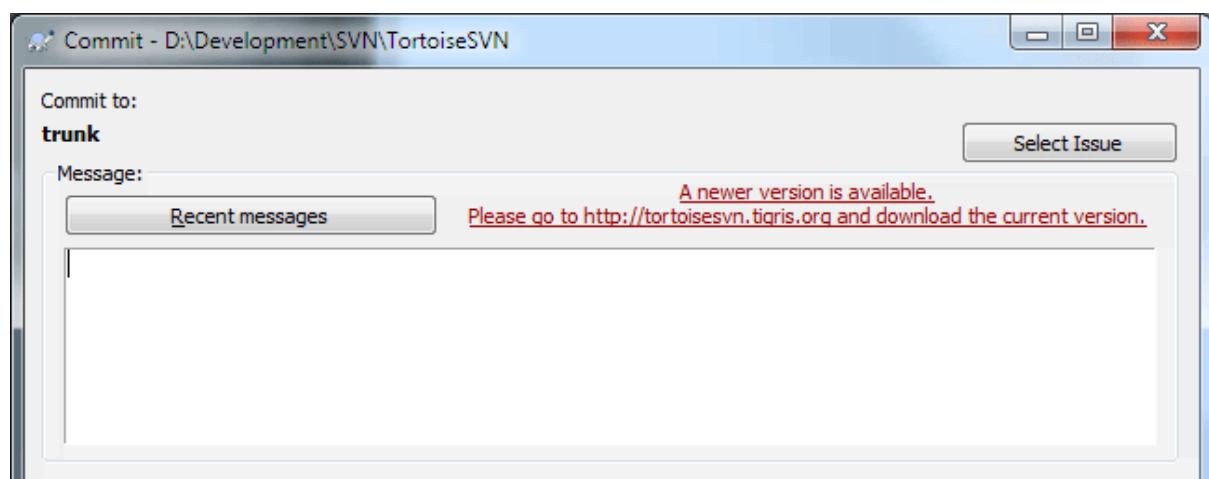 Commit - D:\Development\SVN\TortoiseSVN
Commit to:
trunk
Select Issue
Message:
Recent messages
A newer version is available.
Please go to http://tortoisesvn.tigris.org and download the current version.